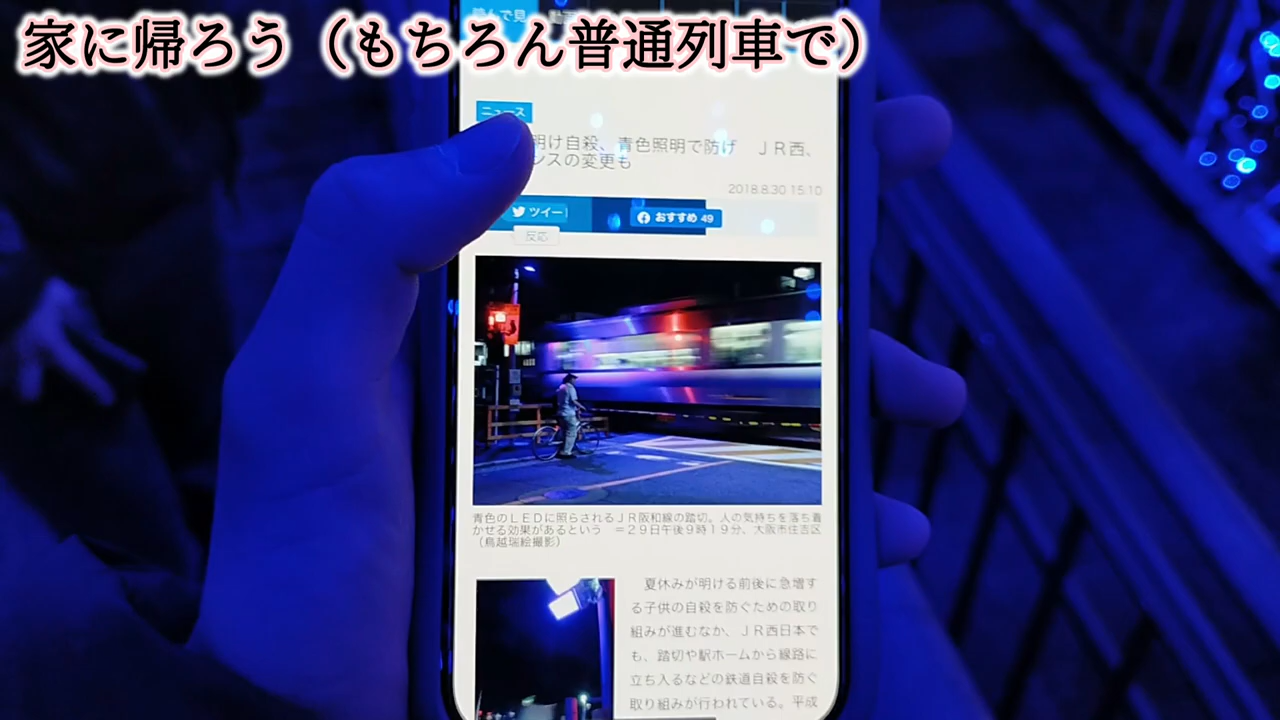 家に帰ろう（もちろん普通列車で）
読んで見
ニュース
明け自殺、青色照明で防げ　ＪＲ西、
ンスの変更も
2018.8.30 15:10
ツイー
おすすめ 49
反応
青色のＬＥＤに照らされるＪＲ阪和線の踏切。人の気持ちを落ち着
かせる効果があるという　＝２９日午後９時１９分、大阪市住吉区
（鳥越瑞絵撮影）
夏休みが明ける前後に急増す
る子供の自殺を防ぐための取り
組みが進むなか、ＪＲ西日本で
も、踏切や駅ホームから線路に
立ち入るなどの鉄道自殺を防ぐ
取り組みが行われている。平成